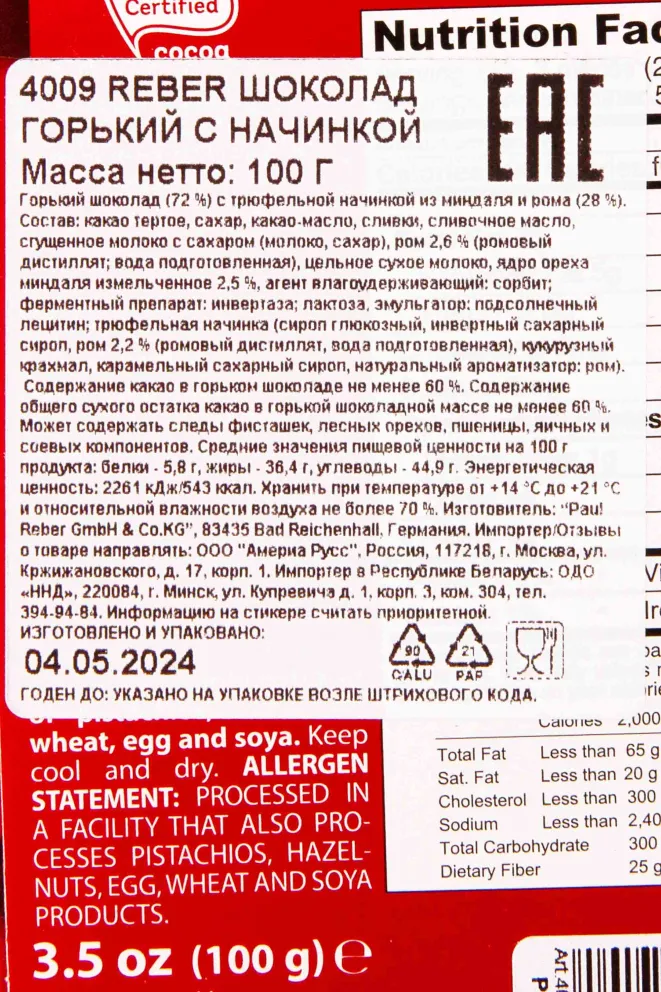 Certified
cocoa
Nutrition Fac
4009 REBER ШОКОЛАД
ГОРЬКИЙ С НАЧИНКОЙ
Масса нетто: 100 Г
EAC
Горький шоколад (72 %) с трюфельной начинкой из миндаля и рома (28 %).
Состав: какао тертое, сахар, какао-масло, сливки, сливочное масло,
сгущенное молоко с сахаром (молоко, сахар), ром 2,6 % (ромовый
дистиллят; вода подготовленная), цельное сухое молоко, ядро ореха
миндаля измельченное 2,5 %, агент влагоудерживающий: сорбит;
ферментный препарат: инвертаза; лактоза, эмульгатор: подсолнечный
лецитин; трюфельная начинка (сироп глюкозный, инвертный сахарный
сироп, ром 2,2 % (ромовый дистиллят, вода подготовленная), кукурузный
крахмал, карамельный сахарный сироп, натуральный ароматизатор: ром).
Содержание какао в горьком шоколаде не менее 60 %. Содержание
общего сухого остатка какао в горькой шоколадной массе не менее 60 %.
Может содержать следы фисташек, лесных орехов, пшеницы, яичных и
соевых компонентов. Средние значения пищевой ценности на 100 г
продукта: белки - 5,8 г, жиры - 36,4 г, углеводы - 44,9 г. Энергетическая
ценность: 2261 кДж/543 ккал. Хранить при температуре от +14 °С до +21 °С
и относительной влажности воздуха не более 70 %. Изготовитель: "Paul
Reber GmbH & Co.KG", 83435 Bad Reichenhall, Германия. Импортер/Отзывы
о товаре направлять: ООО "Америа Русс", Россия, 117218, г. Москва, ул.
Кржижановского, д. 17, корп. 1. Импортер в Республике Беларусь: ОДО
«ННД», 220084, г. Минск, ул. Купревича д. 1, корп. 3, ком. 304, тел.
394-94-84. Информацию на стикере считать приоритетной.
ИЗГОТОВЛЕНО И УПАКОВАНО:
04.05.2024
90 C/ALU
21 PAP
ГОДЕН ДО: УКАЗАНО НА УПАКОВКЕ ВОЗЛЕ ШТРИХОВОГО КОДА.
wheat, egg and soya. Keep
cool and dry. ALLERGEN
STATEMENT: PROCESSED IN
A FACILITY THAT ALSO PRO-
CESSES PISTACHIOS, HAZEL-
NUTS, EGG, WHEAT AND SOYA
PRODUCTS.
3.5 oz (100 g) ℮
Calories 2,000
Total Fat Less than 65 g
Sat. Fat Less than 20 g
Cholesterol Less than 300
Sodium Less than 2,40
Total Carbohydrate 300
Dietary Fiber 25 g